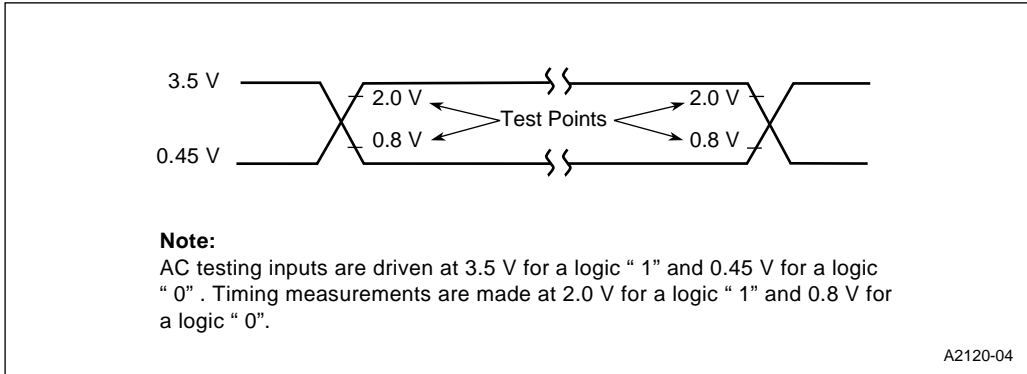 3.5 V
2.0 V
2.0 V
Test Points
0.8 V
0.8 V
0.45 V
Note:
AC testing inputs are driven at 3.5 V for a logic “ 1” and 0.45 V for a logic
“ 0” . Timing measurements are made at 2.0 V for a logic “ 1” and 0.8 V for
a logic “ 0”.
A2120-04